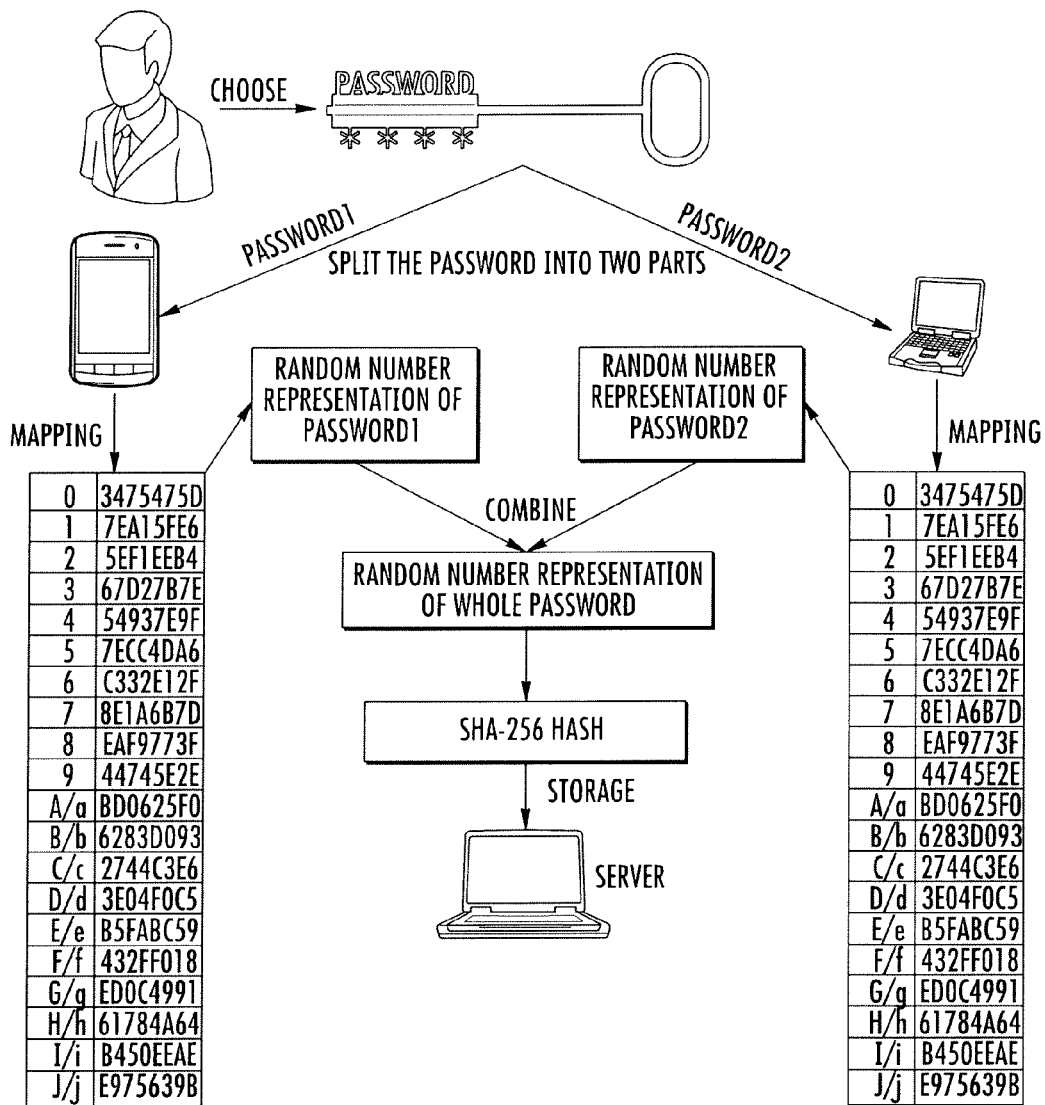 CHOOSE
PASSWORD
* * * *
PASSWORD1
PASSWORD2
SPLIT THE PASSWORD INTO TWO PARTS
RANDOM NUMBER
REPRESENTATION OF
PASSWORD1
RANDOM NUMBER
REPRESENTATION OF
PASSWORD2
MAPPING
MAPPING
COMBINE
RANDOM NUMBER REPRESENTATION
OF WHOLE PASSWORD
SHA-256 HASH
STORAGE
SERVER
0 3475475D
1 7EA15FE6
2 5EF1EEB4
3 67D27B7E
4 54937E9F
5 7ECC4DA6
6 C332E12F
7 8E1A6B7D
8 EAF9773F
9 44745E2E
A/a BD0625F0
B/b 6283D093
C/c 2744C3E6
D/d 3E04F0C5
E/e B5FABC59
F/f 432FF018
G/g ED0C4991
H/h 61784A64
I/i B450EEAE
J/j E975639B
0 3475475D
1 7EA15FE6
2 5EF1EEB4
3 67D27B7E
4 54937E9F
5 7ECC4DA6
6 C332E12F
7 8E1A6B7D
8 EAF9773F
9 44745E2E
A/a BD0625F0
B/b 6283D093
C/c 2744C3E6
D/d 3E04F0C5
E/e B5FABC59
F/f 432FF018
G/g ED0C4991
H/h 61784A64
I/i B450EEAE
J/j E975639B